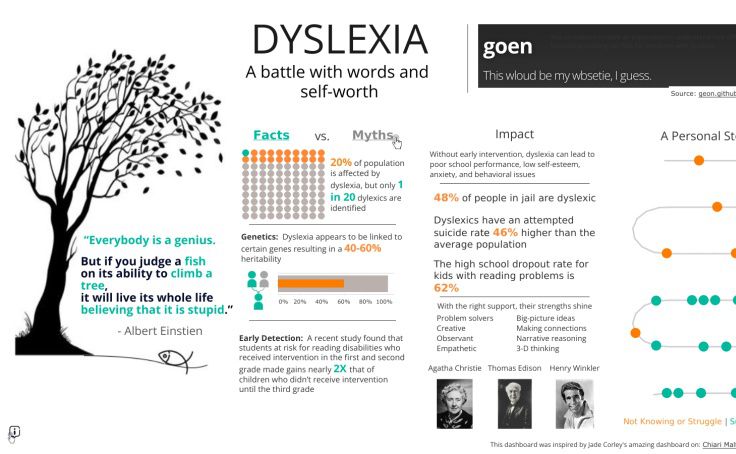 DYSLEXIA
A battle with words and
self-worth
goen
This wloud be my wbsetie, I guess.
Source: geon.github
“Everybody is a genius.
But if you judge a fish
on its ability to climb a
tree,
it will live its whole life
believing that it is stupid.”
- Albert Einstien
Facts vs. Myths
20% of population
is affected by
dyslexia, but only 1
in 20 dylexics are
identified
Genetics: Dyslexia appears to be linked to
certain genes resulting in a 40-60%
heritability
0% 20% 40% 60% 80% 100%
Early Detection: A recent study found that
students at risk for reading disabilities who
received intervention in the first and second
grade made gains nearly 2X that of
children who didn’t receive intervention
until the third grade
Impact
Without early intervention, dyslexia can lead to
poor school performance, low self-esteem,
anxiety, and behavioral issues
48% of people in jail are dyslexic
Dyslexics have an attempted
suicide rate 46% higher than the
average population
The high school dropout rate for
kids with reading problems is
62%
With the right support, their strengths shine
Problem solvers Big-picture ideas
Creative Making connections
Observant Narrative reasoning
Empathetic 3-D thinking
Agatha Christie Thomas Edison Henry Winkler
A Personal Sto
Not Knowing or Struggle | S
This dashboard was inspired by Jade Corley's amazing dashboard on: Chiari Mal